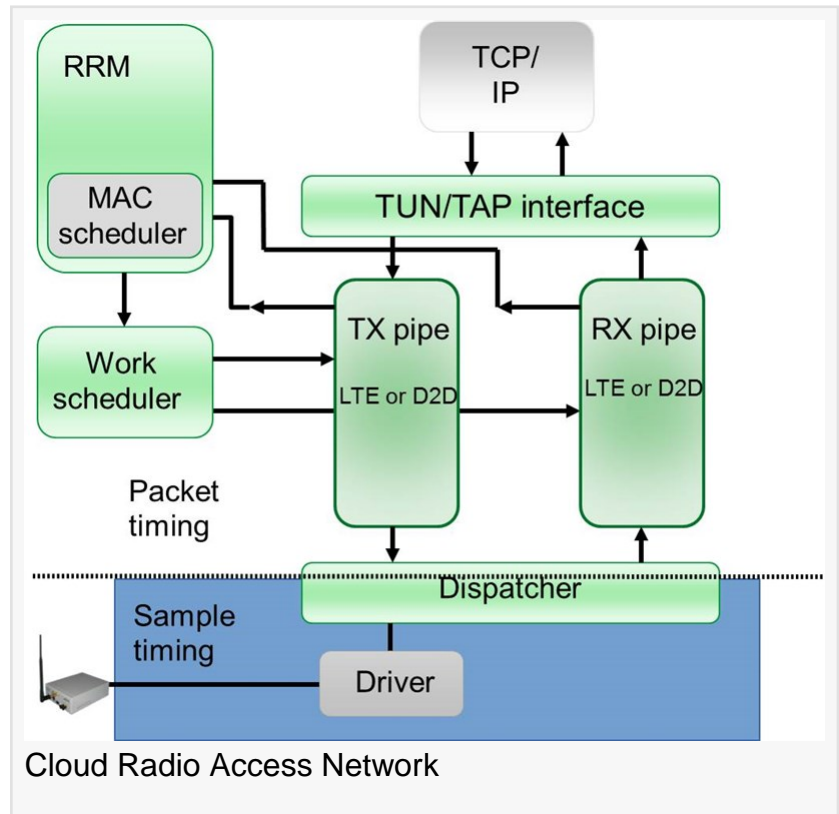 RRM
MAC
scheduler
TCP/
IP
TUN/TAP interface
Work
scheduler
TX pipe
LTE or D2D
RX pipe
LTE or D2D
Packet
timing
Dispatcher
Sample
timing
Driver
Cloud Radio Access Network